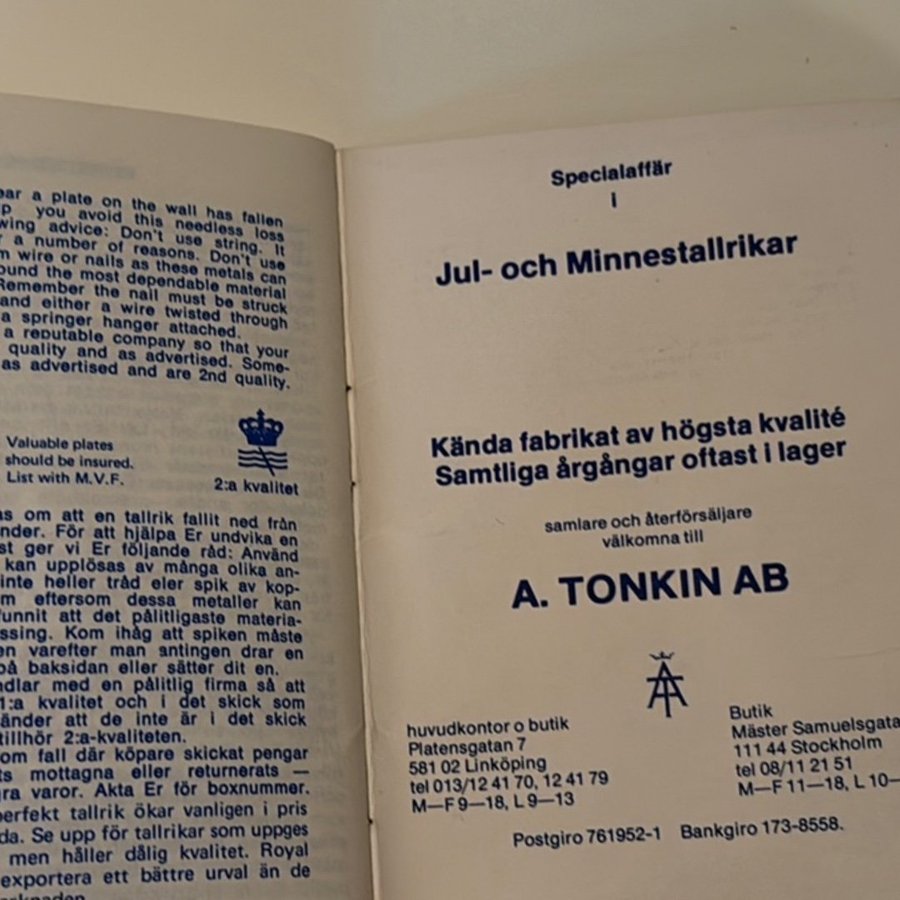 ear a plate on the wall has fallen
p you avoid this needless loss
wing advice: Don't use string. It
r a number of reasons. Don't use
m wire or nails as these metals can
ound the most dependable material
Remember the nail must be struck
and either a wire twisted through
a springer hanger attached.
a reputable company so that your
quality and as advertised. Some-
as advertised and are 2nd quality.
Valuable plates
should be insured.
List with M.V.F.
2:a kvalitet
as om att en tallrik fallit ned från
nder. För att hjälpa Er undvika en
st ger vi Er följande råd: Använd
kan upplösas av många olika an-
inte heller tråd eler spik av kop-
m eftersom dessa metaller kan
funnit att det pålitligaste materia-
ssing. Kom ihåg att spiken måste
en varefter man antingen drar en
på baksidan eller sätter dit en.
ndlar med en pålitlig firma så att
1:a kvalitet och i det skick som
änder att de inte är i det skick
tillhör 2:a-kvaliteten.
om fall där köpare skickat pengar
ts mottagna eller returnerats —
gra varor. Akta Er för boxnummer.
perfekt tallrik ökar vanligen i pris
da. Se upp för tallrikar som uppges
men håller dålig kvalitet. Royal
exportera ett bättre urval än de
Specialaffär
i
Jul- och Minnestallrikar
Kända fabrikat av högsta kvalité
Samtliga årgångar oftast i lager
samlare och återförsäljare
välkomna till
A. TONKIN AB
huvudkontor o butik
Platensgatan 7
581 02 Linköping
tel 013/12 41 70, 12 41 79
M—F 9—18, L 9—13
Butik
Mäster Samuelsgata
111 44 Stockholm
tel 08/11 21 51
M—F 11—18, L 10—
Postgiro 761952-1 Bankgiro 173-8558.